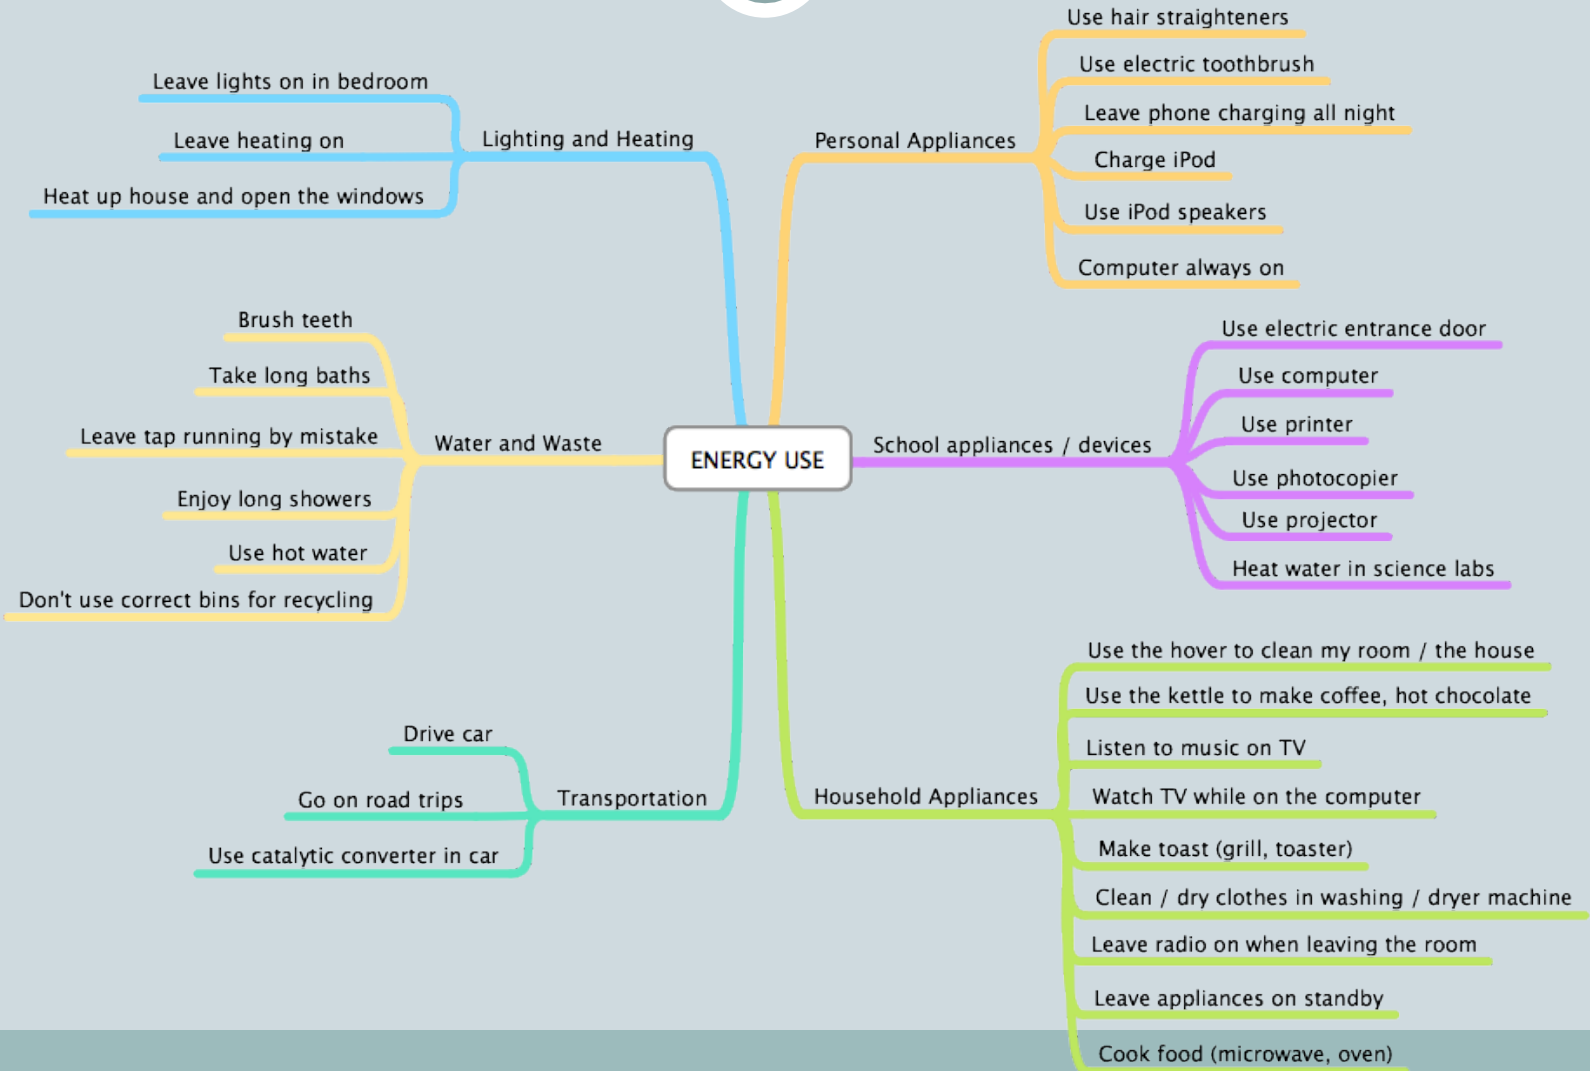 ENERGY USE
Lighting and Heating
Leave lights on in bedroom
Leave heating on
Heat up house and open the windows
Water and Waste
Brush teeth
Take long baths
Leave tap running by mistake
Enjoy long showers
Use hot water
Don't use correct bins for recycling
Transportation
Drive car
Go on road trips
Use catalytic converter in car
Personal Appliances
Use hair straighteners
Use electric toothbrush
Leave phone charging all night
Charge iPod
Use iPod speakers
Computer always on
School appliances / devices
Use electric entrance door
Use computer
Use printer
Use photocopier
Use projector
Heat water in science labs
Household Appliances
Use the hover to clean my room / the house
Use the kettle to make coffee, hot chocolate
Listen to music on TV
Watch TV while on the computer
Make toast (grill, toaster)
Clean / dry clothes in washing / dryer machine
Leave radio on when leaving the room
Leave appliances on standby
Cook food (microwave, oven)